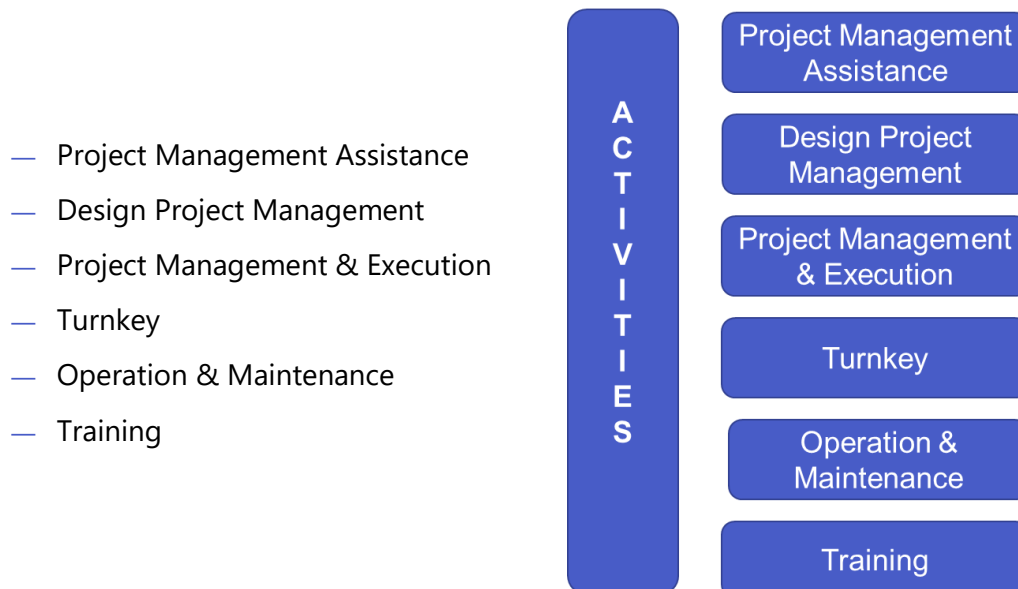 — Project Management Assistance
— Design Project Management
— Project Management & Execution
— Turnkey
— Operation & Maintenance
— Training
ACTIVITIES
Project Management
Assistance
Design Project
Management
Project Management
& Execution
Turnkey
Operation &
Maintenance
Training